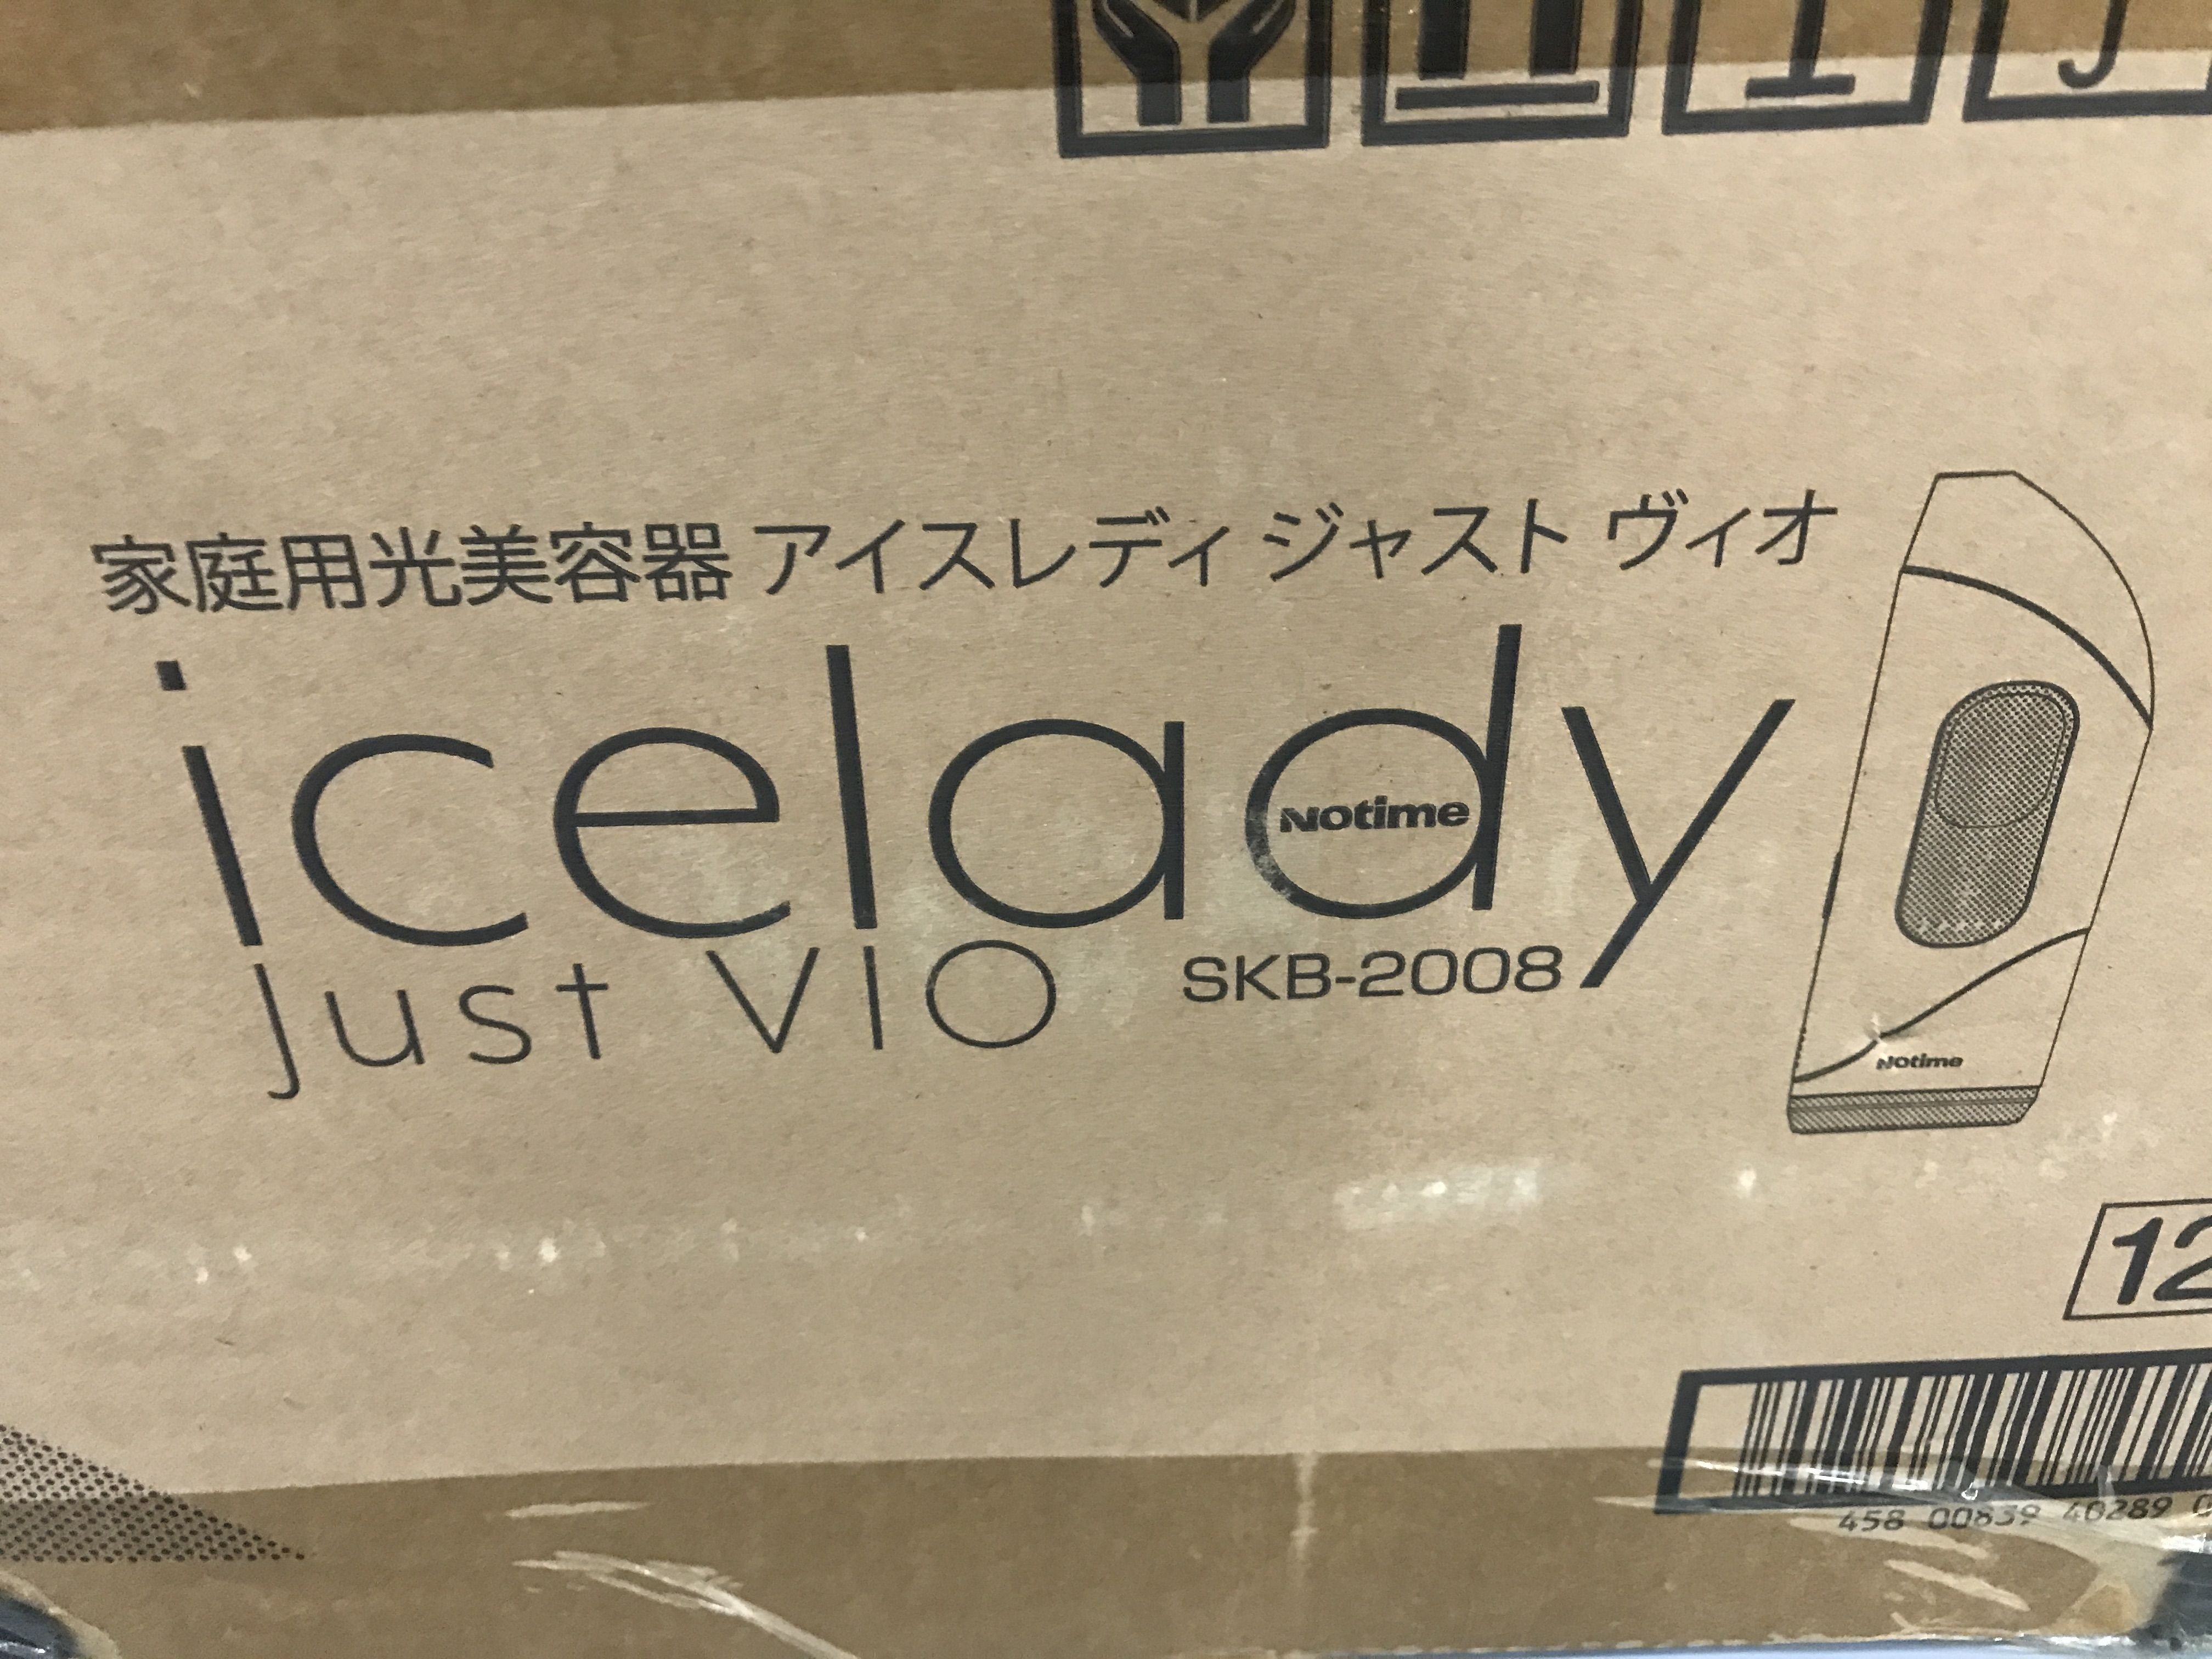 家庭用光美容器 アイスレディ ジャスト ヴィオ
icelady
Notime
just VIO SKB-2008
Notime
12
458 00839 40289 0